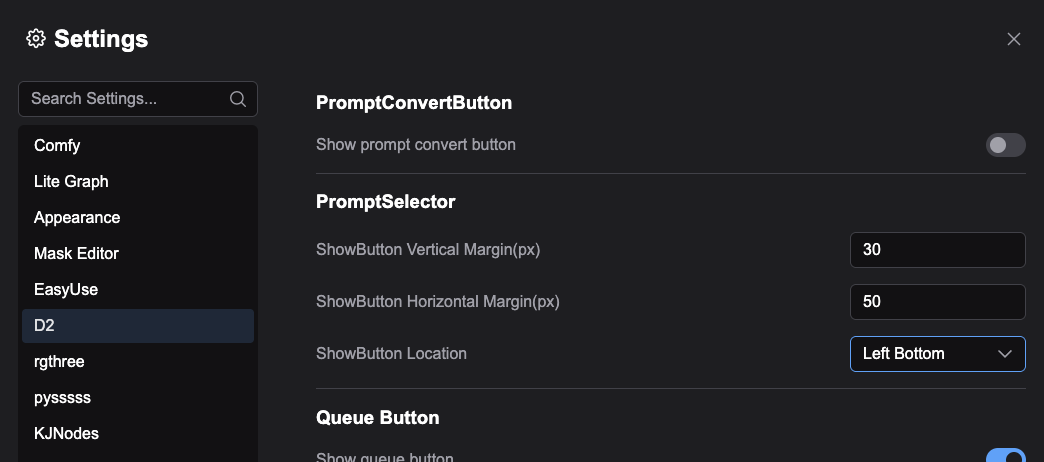 Settings
Search Settings...
Comfy
Lite Graph
Appearance
Mask Editor
EasyUse
D2
rgthree
pysssss
KJNodes
PromptConvertButton
Show prompt convert button
PromptSelector
ShowButton Vertical Margin(px)
30
ShowButton Horizontal Margin(px)
50
ShowButton Location
Left Bottom
Queue Button
Show queue button